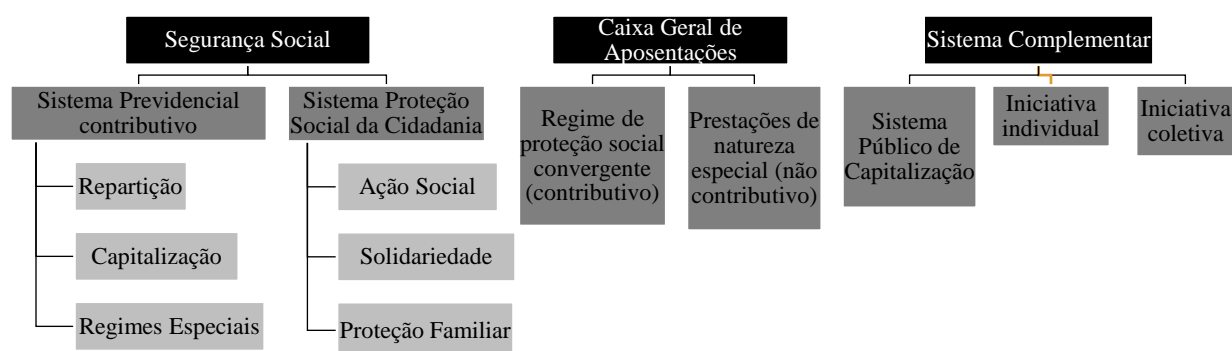 Segurança Social
Sistema Previdencial
contributivo
Repartição
Capitalização
Regimes Especiais
Sistema Proteção
Social da Cidadania
Ação Social
Solidariedade
Proteção Familiar
Caixa Geral de
Aposentações
Regime de
proteção social
convergente
(contributivo)
Prestações de
natureza
especial (não
contributivo)
Sistema Complementar
Sistema
Público de
Capitalização
Iniciativa
individual
Iniciativa
coletiva